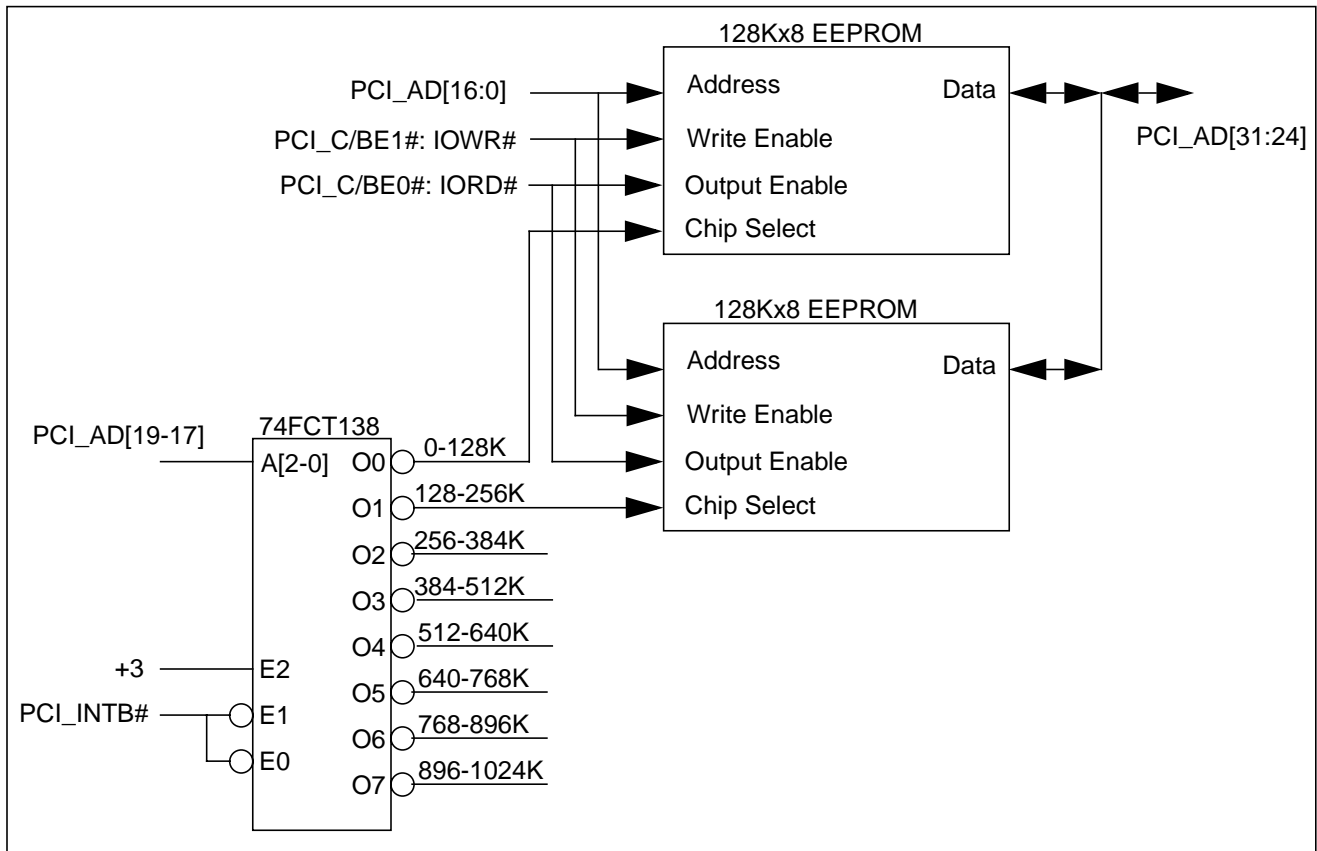 128Kx8 EEPROM
PCI_AD[16:0]
Address
Data
PCI_AD[31:24]
PCI_C/BE1#: IOWR#
Write Enable
PCI_C/BE0#: IORD#
Output Enable
Chip Select
128Kx8 EEPROM
Address
Data
Write Enable
Output Enable
Chip Select
PCI_AD[19-17]
74FCT138
A[2-0]
O0
0-128K
O1
128-256K
O2
256-384K
O3
384-512K
O4
512-640K
+3
E2
O5
640-768K
PCI_INTB#
E1
O6
768-896K
E0
O7
896-1024K